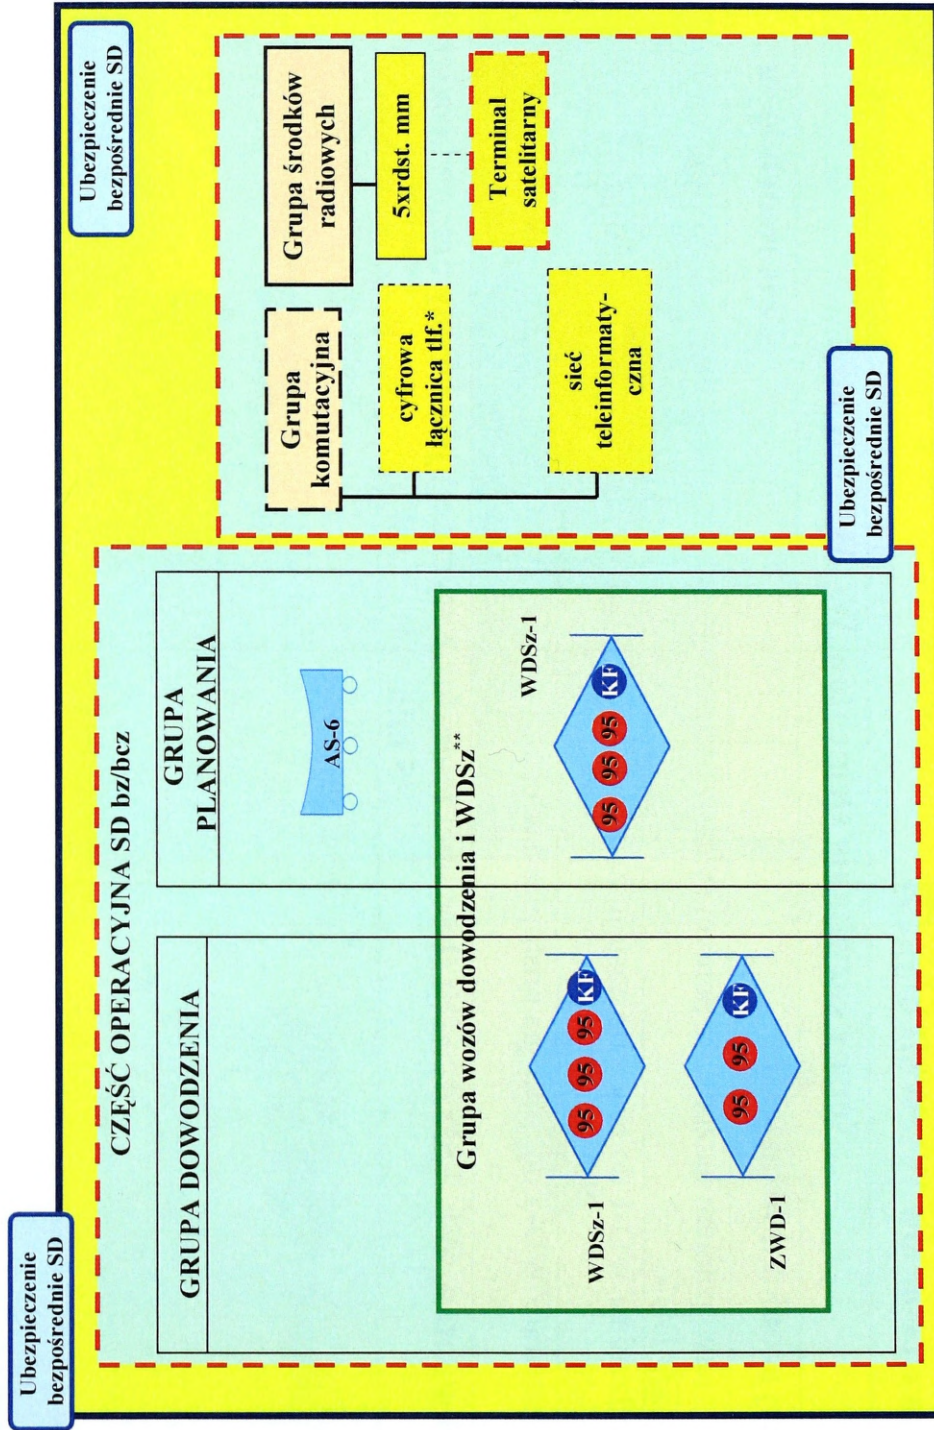 Ubezpieczenie
bezpośrednie SD
Ubezpieczenie
bezpośrednie SD
CZĘŚĆ OPERACYJNA SD bz/bcz
GRUPA DOWODZENIA
GRUPA
PLANOWANIA
AS-6
Grupa wozów dowodzenia i WDSz**
WDSz-1
95 95 95 KF
ZWD-1
95 95 KF
WDSz-1
95 95 95 KF
Grupa
komutacyjna
cyfrowa
łącznica tlf.*
sieć
teleinformaty-
czna
Grupa środków
radiowych
5xrdst. mm
Terminal
satelitarny
Ubezpieczenie
bezpośrednie SD